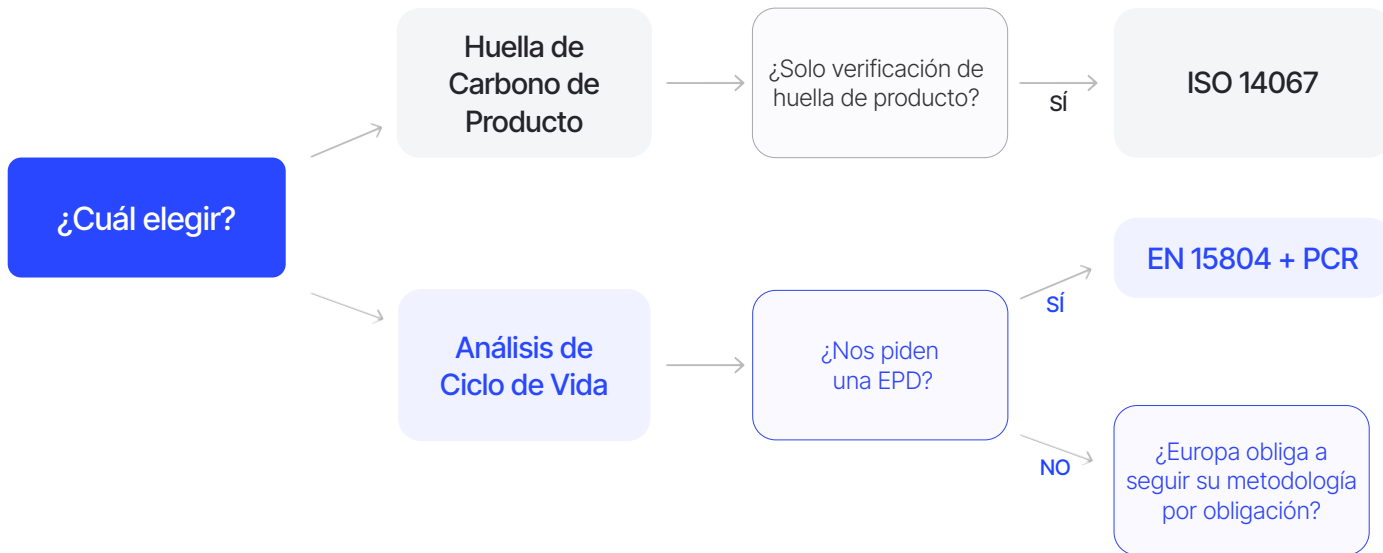 ¿Cuál elegir?
Huella de
Carbono de
Producto
¿Solo verificación de
huella de producto?
SÍ
ISO 14067
Análisis de
Ciclo de Vida
¿Nos piden
una EPD?
SÍ
EN 15804 + PCR
NO
¿Europa obliga a
seguir su metodología
por obligación?